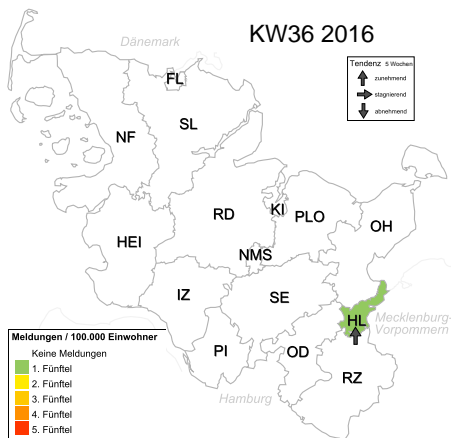 KW36 2016
Dänemark
Tendenz 5 Wochen
zunehmend
stagnierend
abnehmend
FL
SL
NF
RD
KI
PLO
OH
HEI
NMS
IZ
SE
HL
Mecklenburg-
Vorpommern
PI
OD
RZ
Hamburg
Meldungen / 100.000 Einwohner
Keine Meldungen
1. Fünftel
2. Fünftel
3. Fünftel
4. Fünftel
5. Fünftel